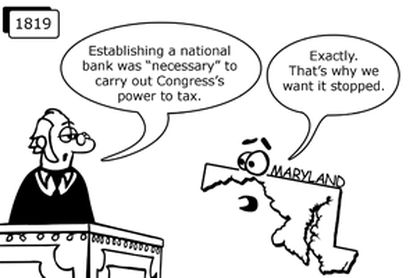 1819
Establishing a national
bank was “necessary” to
carry out Congress’s
power to tax.
Exactly.
That’s why we
want it stopped.
MARYLAND